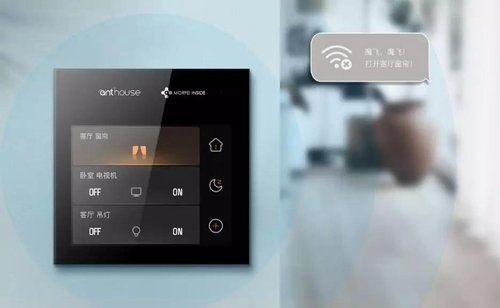 anthouse
MORFEI INSIDE
客厅 窗帘
卧室 电视机
OFF
ON
客厅 吊灯
OFF
ON
魔飞，魔飞！
打开客厅窗帘！